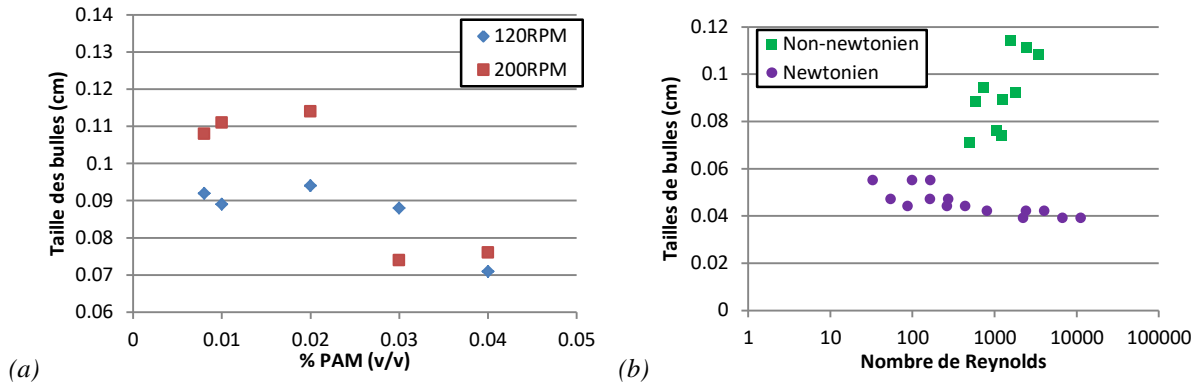 0.14
0.13
0.12
0.11
0.1
0.09
0.08
0.07
0.06
Taille des bulles (cm)
120RPM
200RPM
0 0.01 0.02 0.03 0.04 0.05
% PAM (v/v)
(a)
0.12
0.1
0.08
0.06
0.04
0.02
0
Tailles de bulles (cm)
Non-newtonien
Newtonien
1 10 100 1000 10000 100000
Nombre de Reynolds
(b)